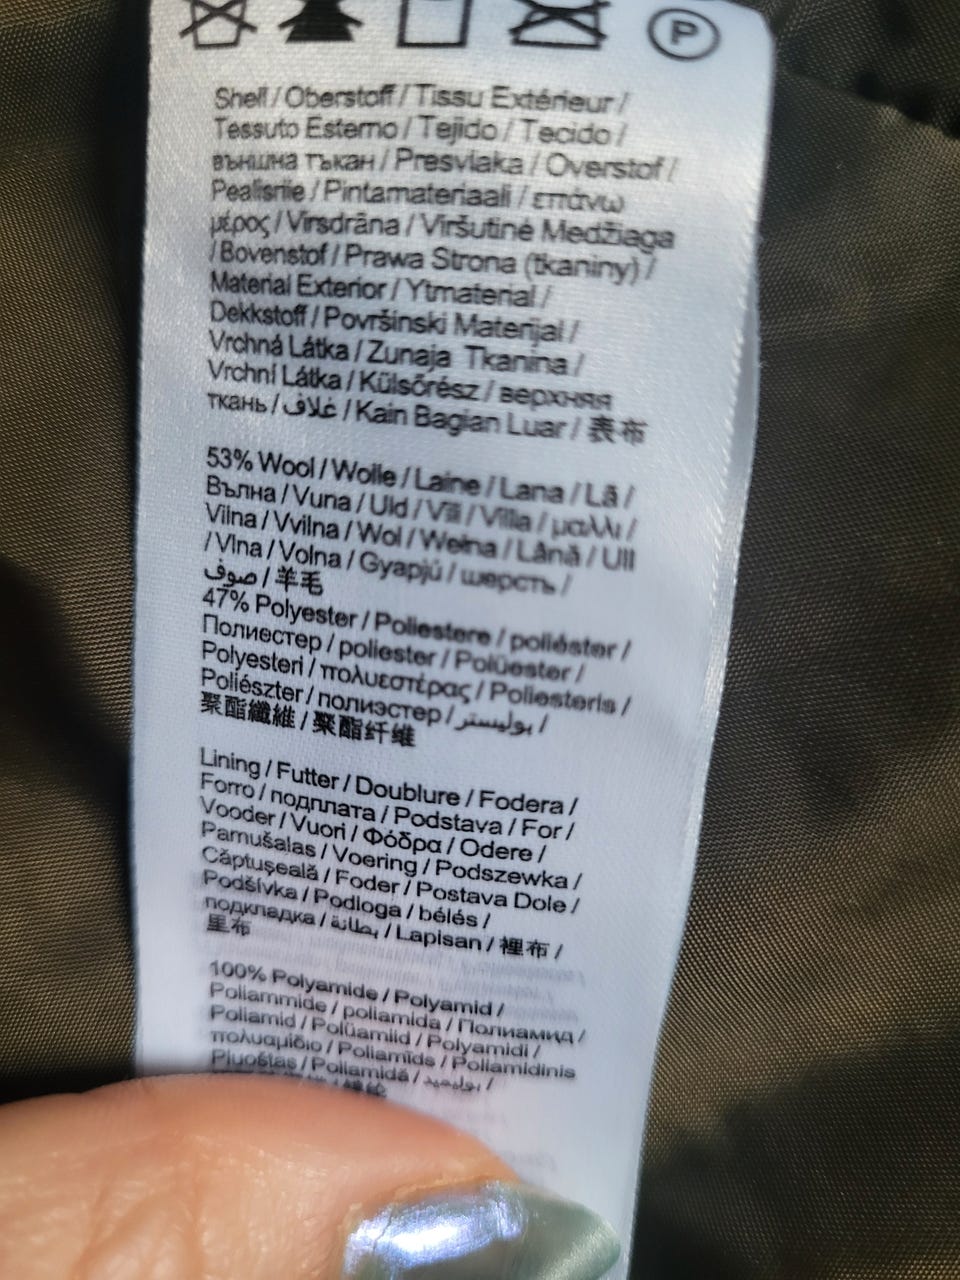 P
Shell / Oberstoff / Tissu Extérieur /
Tessuto Esterno / Tejido / Tecido /
външна тъкан / Presvlaka / Overstof /
Pealisriie / Pintamateriaali / επάνω
μέρος / Virsdrāna / Viršutinė Medžiaga
/ Bovenstof / Prawa Strona (tkaniny) /
Material Exterior / Ytmaterial /
Dekkstoff / Površinski Materijal /
Vrchná Látka / Zunaja Tkanina /
Vrchní Látka / Külsőrész / верхняя
ткань / غلاف / Kain Bagian Luar / 表布
53% Wool / Wolle / Laine / Lana / Lã /
Вълна / Vuna / Uld / Vill / Villa / μαλλι /
Vilna / Vvilna / Wol / Wełna / Lână / Ull
/ Vlna / Volna / Gyapjú / шерсть /
صوف / 羊毛
47% Polyester / Poliestere / poliéster /
Полиестер / poliester / Polüester /
Polyesteri / πολυεστέρας / Poliesteris /
Poliészter / полиэстер / بوليستر /
聚酯纖維 / 聚酯纤维
Lining / Futter / Doublure / Fodera /
Forro / подплата / Podstava / For /
Vooder / Vuori / Φόδρα / Odere /
Pamušalas / Voering / Podszewka /
Căptuşeală / Foder / Postava Dole /
Podšívka / Podloga / bélés /
подкладка / بطانة / Lapisan / 裡布 /
里布
100% Polyamide / Polyamid /
Poliammide / poliamida / Полиамид /
Poliamid / Polüamiid / Polyamidi /
πολυαμίδιο / Poliamīds / Poliamidinis
Pluoštas / Poliamidă / بوليميد /